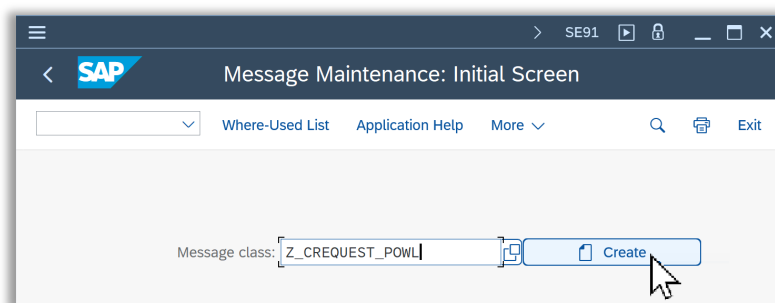 SE91
SAP Message Maintenance: Initial Screen
Where-Used List Application Help More Exit
Message class: Z_CREQUEST_POWL Create